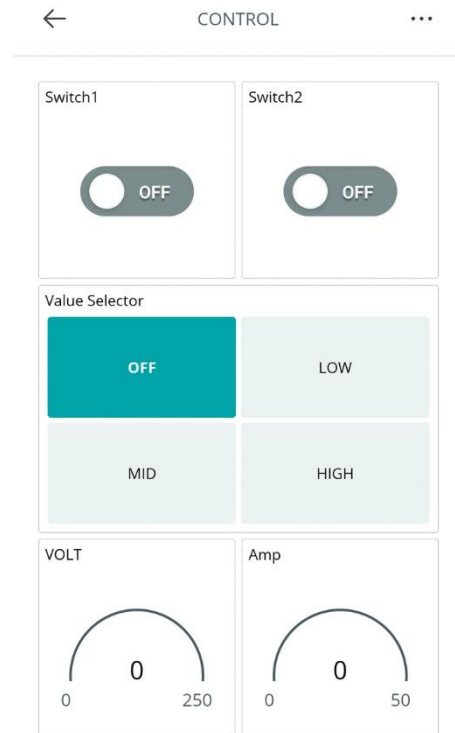 CONTROL
Switch1
Switch2
OFF
OFF
Value Selector
OFF
LOW
MID
HIGH
VOLT
Amp
0
0
0
250
0
50